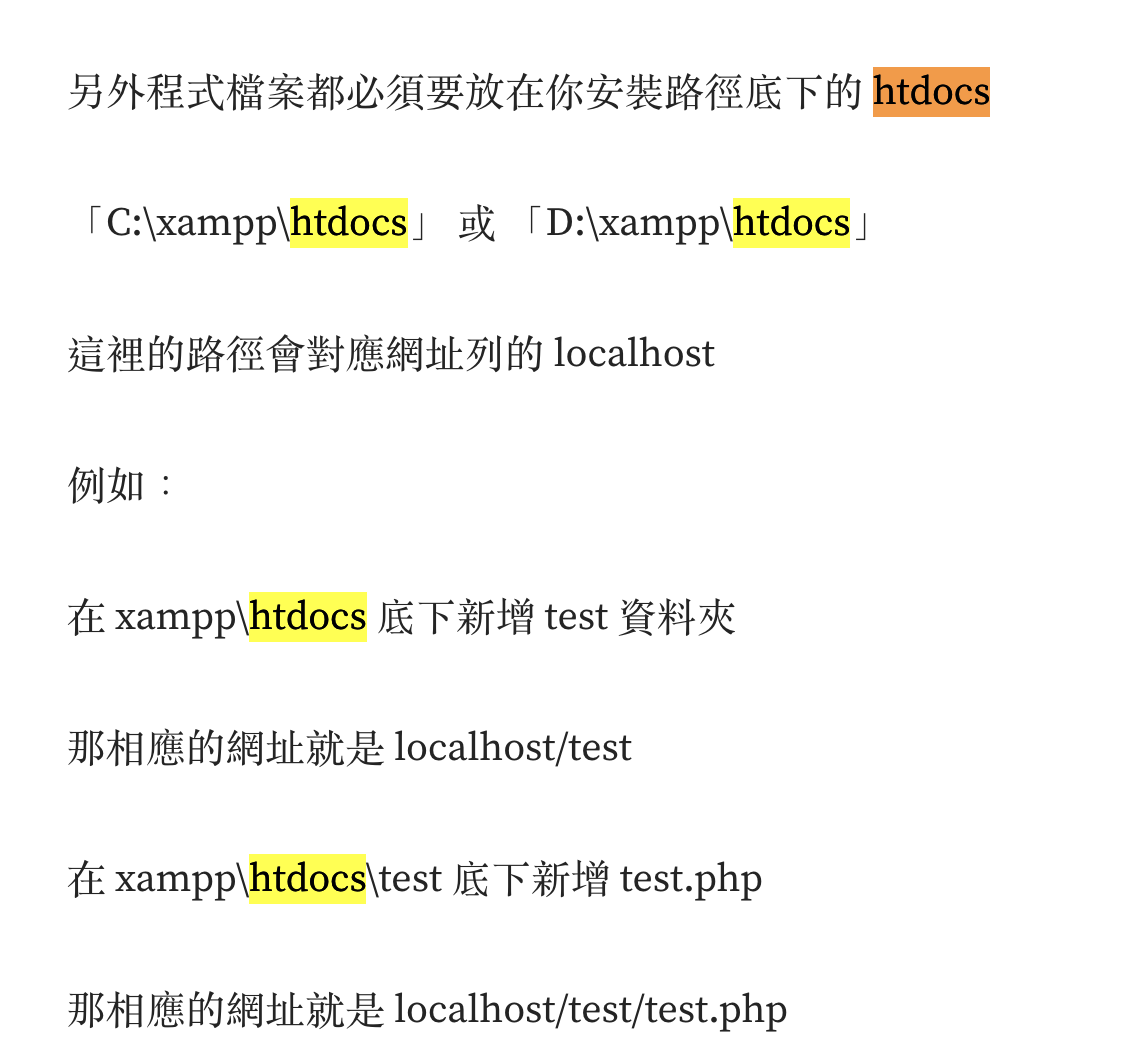 另外程式檔案都必須要放在你安裝路徑底下的 htdocs
「C:\xampp\htdocs」 或 「D:\xampp\htdocs」
這裡的路徑會對應網址列的 localhost
例如：
在 xampp\htdocs 底下新增 test 資料夾
那相應的網址就是 localhost/test
在 xampp\htdocs\test 底下新增 test.php
那相應的網址就是 localhost/test/test.php